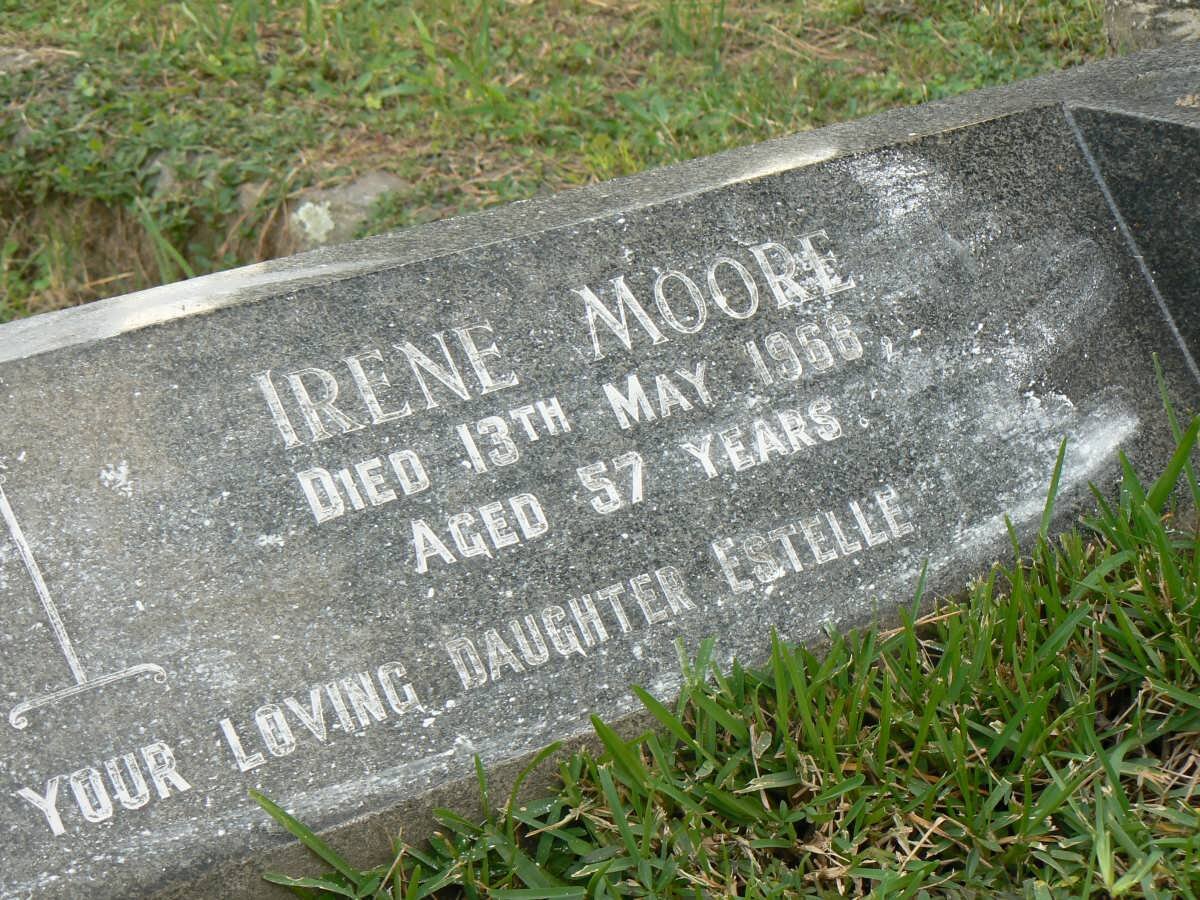 IRENE MOORE
DIED 13TH MAY 1966,
AGED 57 YEARS.
YOUR LOVING DAUGHTER ESTELLE